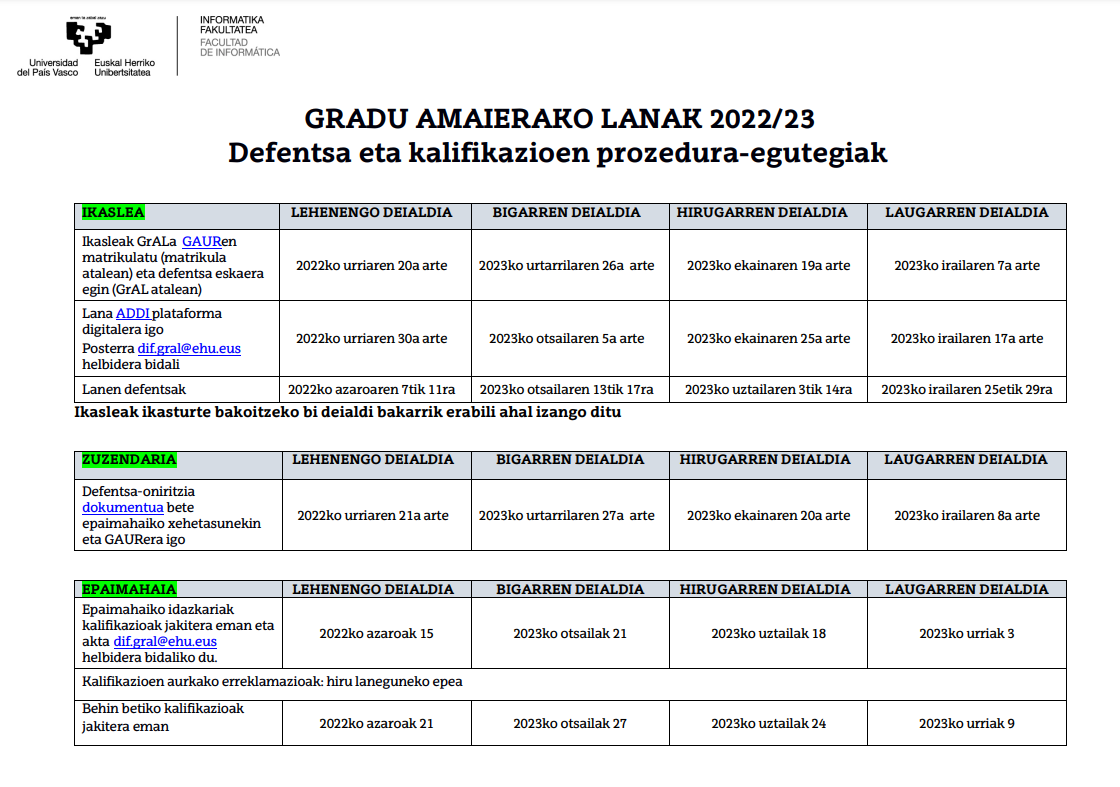 eman ta zabal zazu
Universidad
del País Vasco
Euskal Herriko
Unibertsitatea
INFORMATIKA
FAKULTATEA
FACULTAD
DE INFORMÁTICA
GRADU AMAIERAKO LANAK 2022/23
Defentsa eta kalifikazioen prozedura-egutegiak
IKASLEA LEHENENGO DEIALDIA BIGARREN DEIALDIA HIRUGARREN DEIALDIA LAUGARREN DEIALDIA
Ikasleak GrALa GAURen
matrikulatu (matrikula
atalean) eta defentsa eskaera
egin (GrAL atalean)
2022ko urriaren 20a arte 2023ko urtarrilaren 26a arte 2023ko ekainaren 19a arte 2023ko irailaren 7a arte
Lana ADDI plataforma
digitalera igo
Posterra dif.gral@ehu.eus
helbidera bidali
2022ko urriaren 30a arte 2023ko otsailaren 5a arte 2023ko ekainaren 25a arte 2023ko irailaren 17a arte
Lanen defentsak 2022ko azaroaren 7tik 11ra 2023ko otsailaren 13tik 17ra 2023ko uztailaren 3tik 14ra 2023ko irailaren 25etik 29ra
Ikasleak ikasturte bakoitzeko bi deialdi bakarrik erabili ahal izango ditu
ZUZENDARIA LEHENENGO DEIALDIA BIGARREN DEIALDIA HIRUGARREN DEIALDIA LAUGARREN DEIALDIA
Defentsa-oniritzia
dokumentua bete
epaimahaiko xehetasunekin
eta GAURera igo
2022ko urriaren 21a arte 2023ko urtarrilaren 27a arte 2023ko ekainaren 20a arte 2023ko irailaren 8a arte
EPAIMAHAIA LEHENENGO DEIALDIA BIGARREN DEIALDIA HIRUGARREN DEIALDIA LAUGARREN DEIALDIA
Epaimahaiko idazkariak
kalifikazioak jakitera eman eta
akta dif.gral@ehu.eus
helbidera bidaliko du.
2022ko azaroak 15 2023ko otsailak 21 2023ko uztailak 18 2023ko urriak 3
Kalifikazioen aurkako erreklamazioak: hiru laneguneko epea
Behin betiko kalifikazioak
jakitera eman
2022ko azaroak 21 2023ko otsailak 27 2023ko uztailak 24 2023ko urriak 9